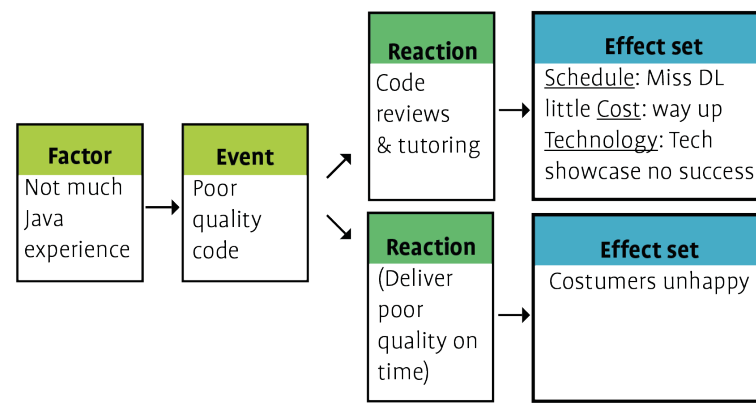 Factor
Not much
Java
experience
Event
Poor
quality
code
Reaction
Code
reviews
& tutoring
Effect set
Schedule: Miss DL
little Cost: way up
Technology: Tech
showcase no success
Reaction
(Deliver
poor
quality on
time)
Effect set
Costumers unhappy